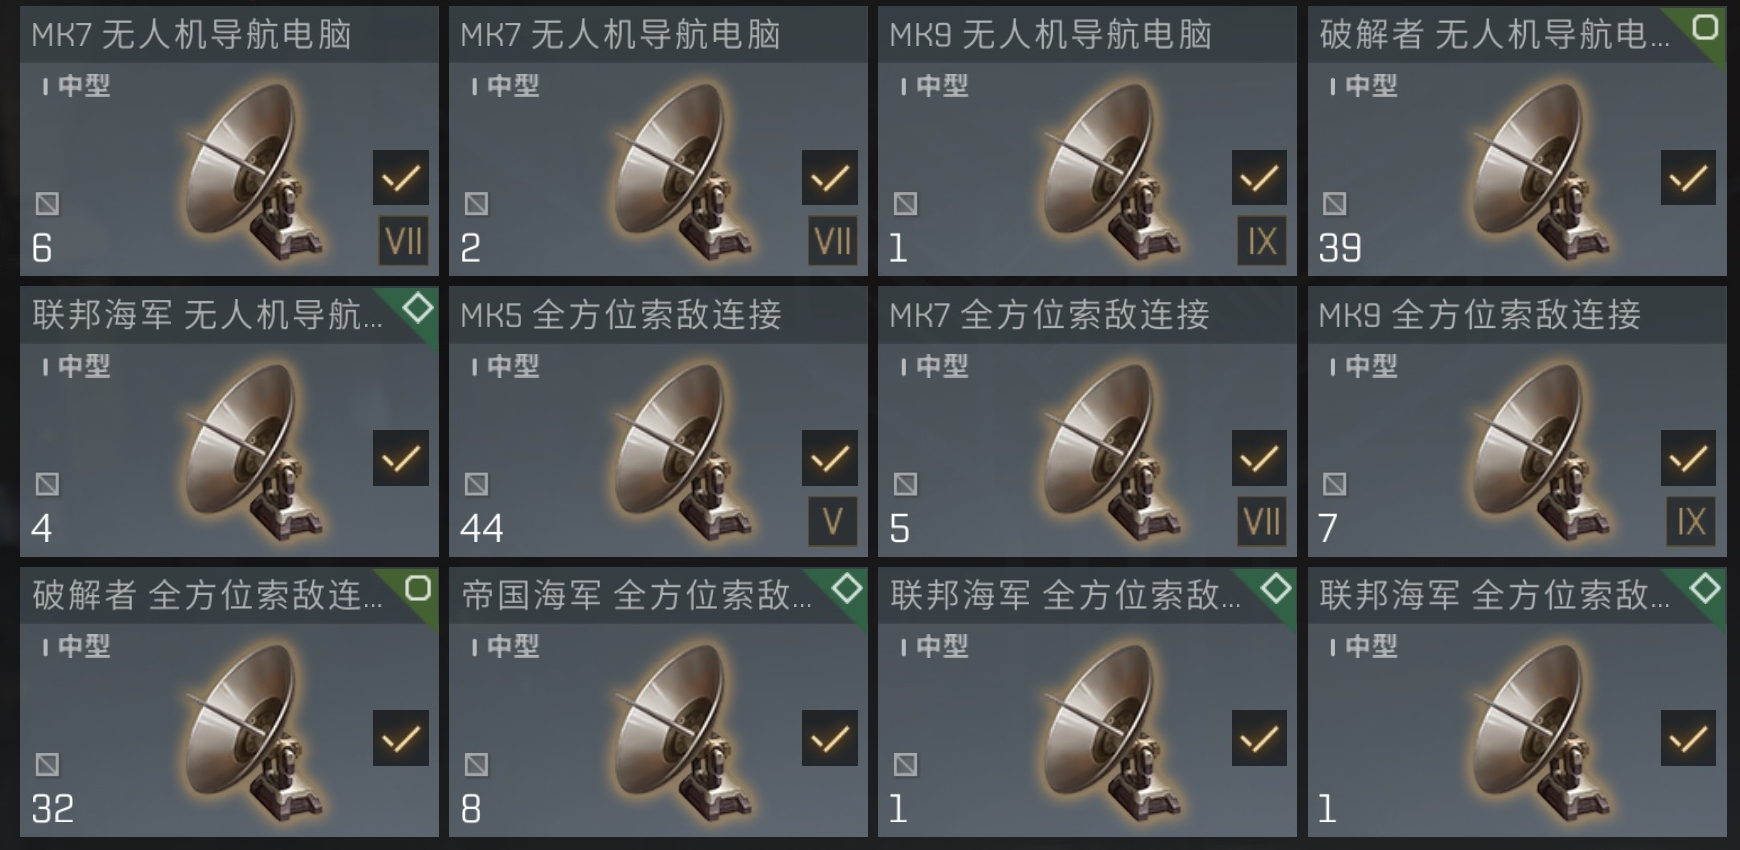 MK7 无人机导航电脑
MK7 无人机导航电脑
MK9 无人机导航电脑
破解者 无人机导航电...
I 中型
I 中型
I 中型
I 中型
6
VII
2
VII
1
IX
39
联邦海军 无人机导航...
MK5 全方位索敌连接
MK7 全方位索敌连接
MK9 全方位索敌连接
I 中型
I 中型
I 中型
I 中型
4
44
V
5
VII
7
IX
破解者 全方位索敌连...
帝国海军 全方位索敌...
联邦海军 全方位索敌...
联邦海军 全方位索敌...
I 中型
I 中型
I 中型
I 中型
32
8
1
1